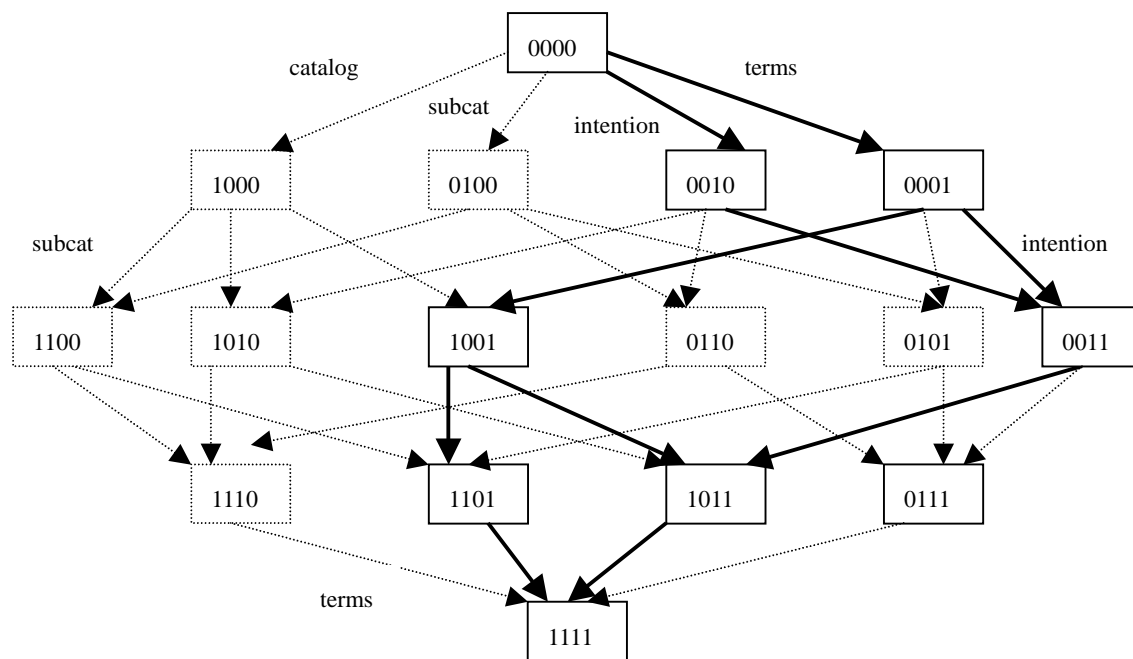 0000
catalog
terms
subcat
intention
1000
0100
0010
0001
subcat
intention
1100
1010
1001
0110
0101
0011
1110
1101
1011
0111
terms
1111